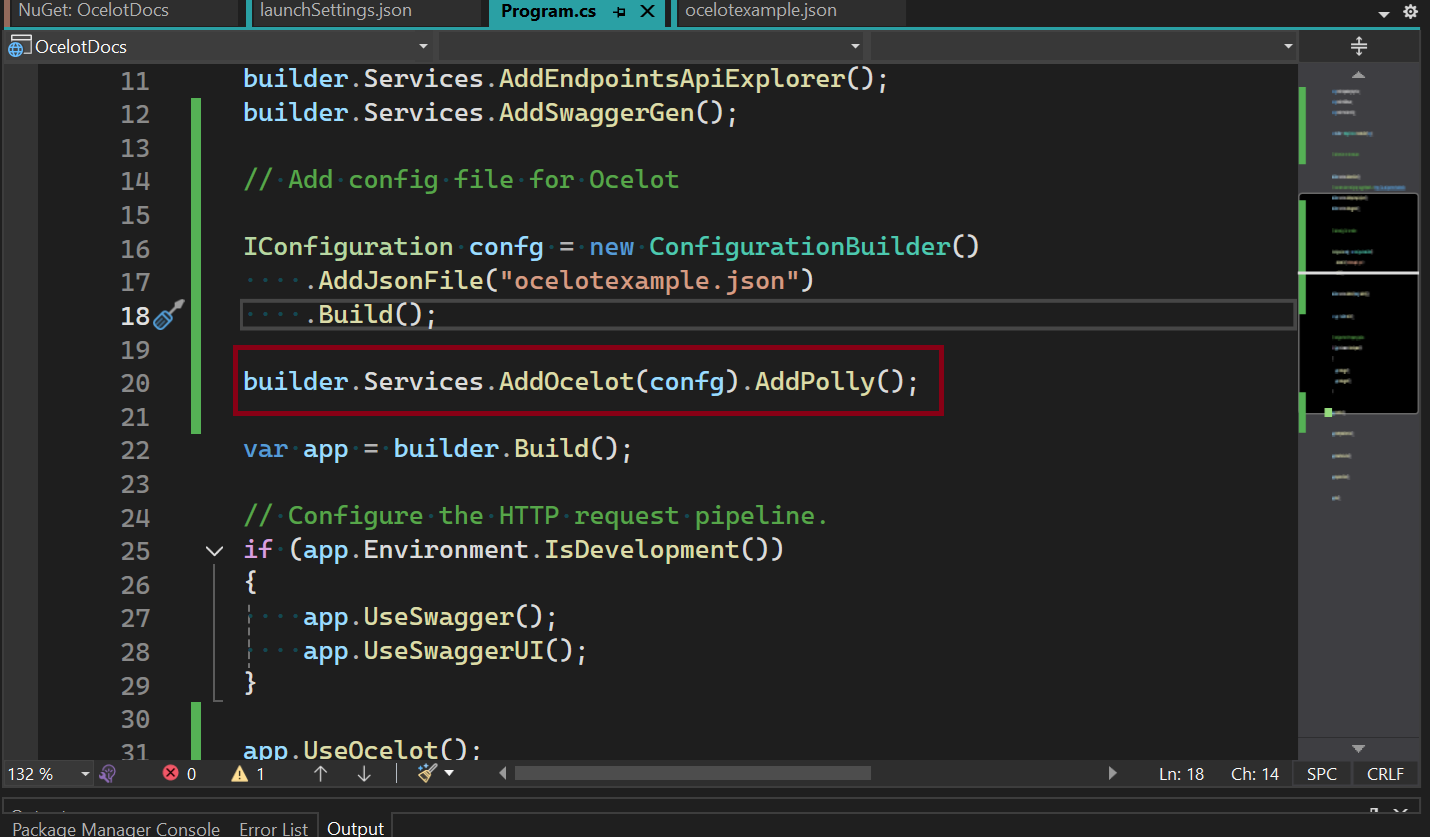 NuGet: OcelotDocs launchSettings.json Program.cs ocelotexample.json
OcelotDocs
11 builder.Services.AddEndpointsApiExplorer();
12 builder.Services.AddSwaggerGen();
13
14 // Add config file for Ocelot
15
16 IConfiguration confg = new ConfigurationBuilder()
17 .AddJsonFile("ocelotexample.json")
18 .Build();
19
20 builder.Services.AddOcelot(confg).AddPolly();
21
22 var app = builder.Build();
23
24 // Configure the HTTP request pipeline.
25 if (app.Environment.IsDevelopment())
26 {
27 app.UseSwagger();
28 app.UseSwaggerUI();
29 }
30
31 app.UseOcelot();
132 % 0 1 Ln: 18 Ch: 14 SPC CRLF
Package Manager Console Error List Output